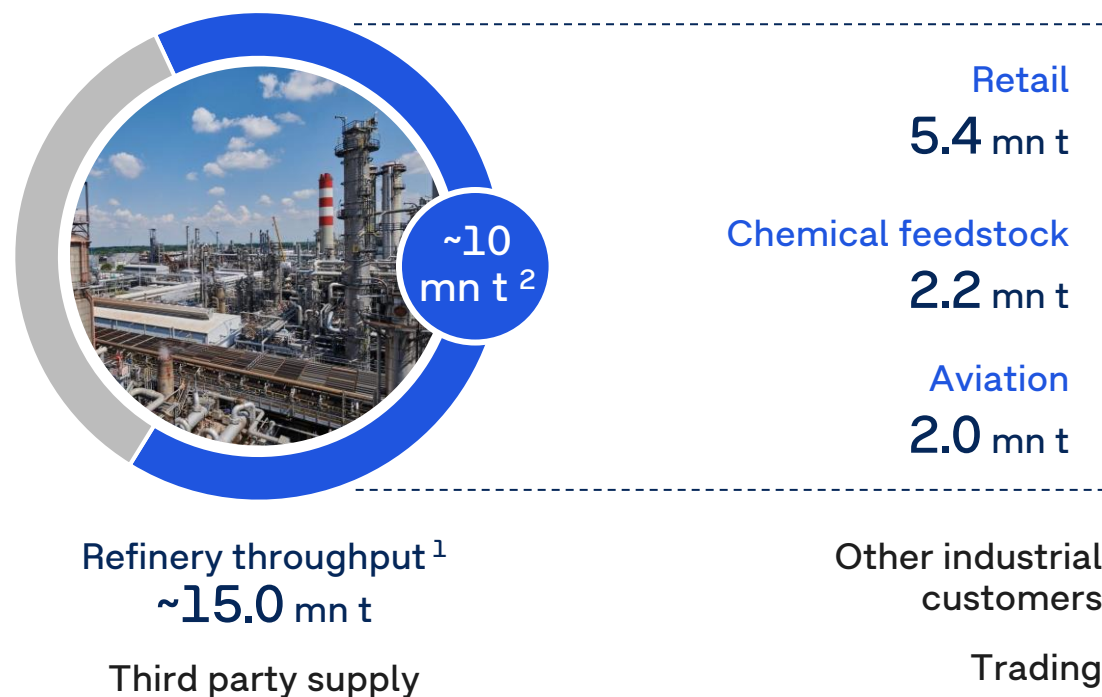 Retail
5.4 mn t
~10
mn t 2
Chemical feedstock
2.2 mn t
Aviation
2.0 mn t
Refinery throughput 1
~15.0 mn t
Third party supply
Other industrial
customers
Trading